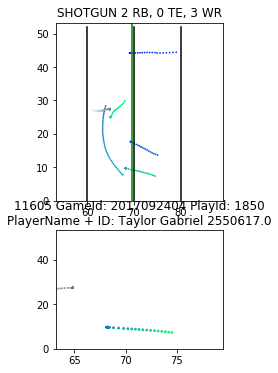 SHOTGUN 2 RB, 0 TE, 3 WR
50
40
30
20
10
0
60 70 80
11605 GameId: 2017092404 PlayId: 1850
PlayerName + ID: Taylor Gabriel 2550617.0
40
20
0
65 70 75